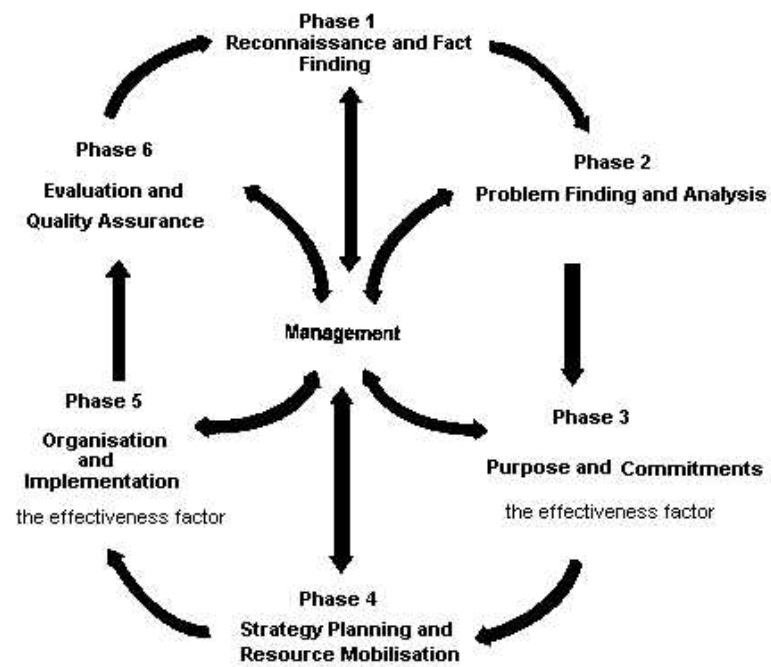 Phase 1
Reconnaissance and Fact
Finding
Phase 2
Problem Finding and Analysis
Phase 3
Purpose and Commitments
the effectiveness factor
Phase 4
Strategy Planning and
Resource Mobilisation
Phase 5
Organisation
and
Implementation
the effectiveness factor
Phase 6
Evaluation and
Quality Assurance
Management